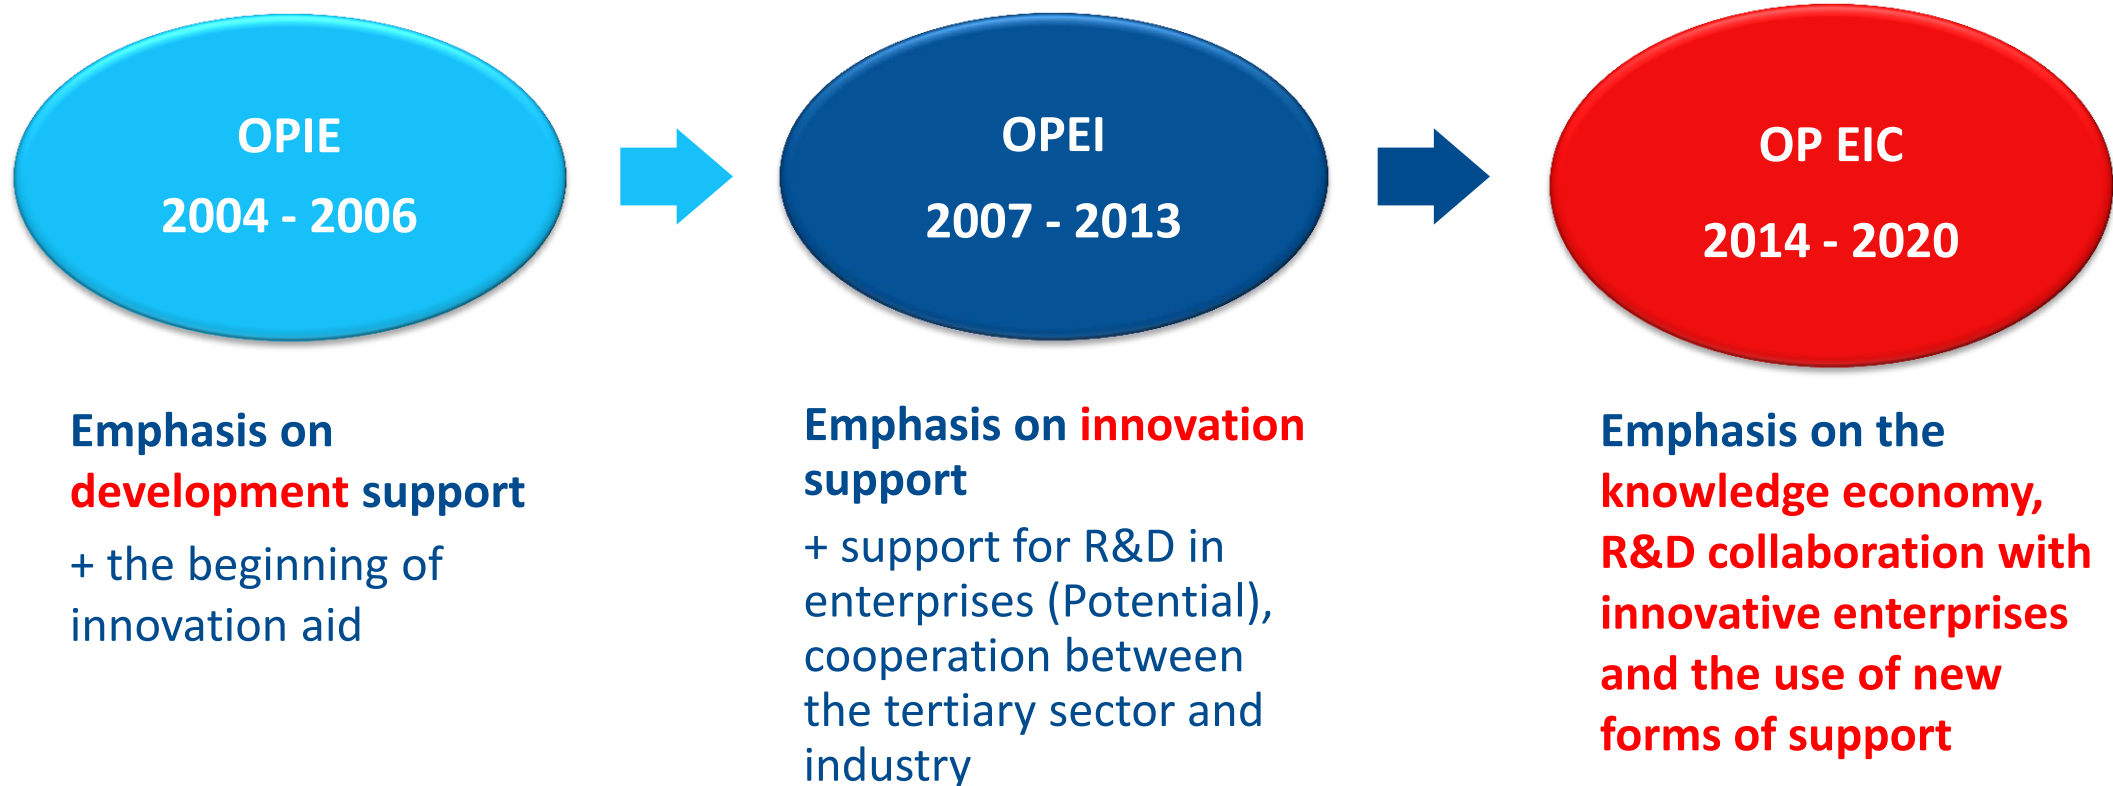 OPIE
2004 - 2006
OPEI
2007 - 2013
OP EIC
2014 - 2020
Emphasis on
development support
+ the beginning of
innovation aid
Emphasis on innovation
support
+ support for R&D in
enterprises (Potential),
cooperation between
the tertiary sector and
industry
Emphasis on the
knowledge economy,
R&D collaboration with
innovative enterprises
and the use of new
forms of support